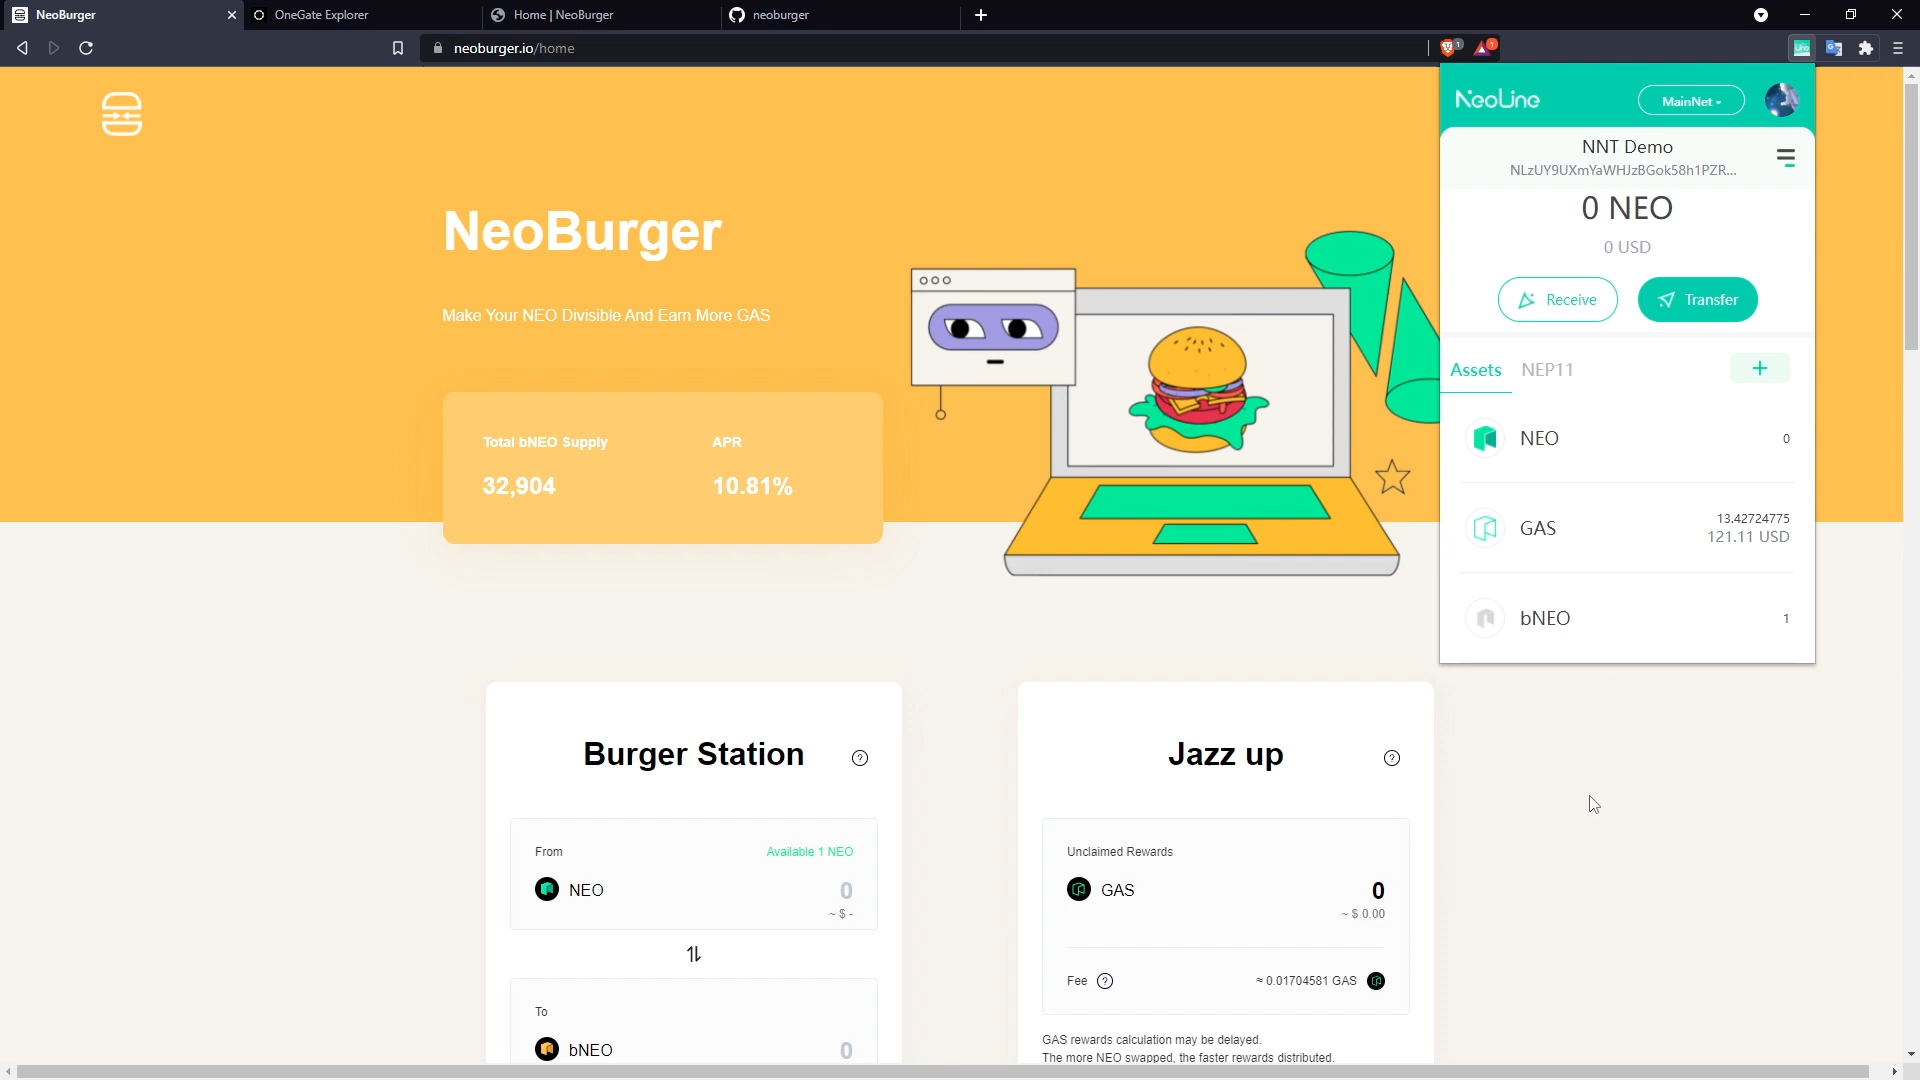 NeoBurger
OneGate Explorer
Home | NeoBurger
neoburger
neoburger.io/home
1
1
NeoLine
MainNet
NNT Demo
NLzUY9UXmYaWHJzBGok58h1PZR...
0 NEO
0 USD
Receive
Transfer
Assets
NEP11
+
NEO
0
GAS
13.42724775
121.11 USD
bNEO
1
NeoBurger
Make Your NEO Divisible And Earn More GAS
Total bNEO Supply
APR
32,904
10.81%
Burger Station
?
From
Available 1 NEO
NEO
0
~ $ -
To
bNEO
0
Jazz up
?
Unclaimed Rewards
GAS
0
~ $ 0.00
Fee ?
≈ 0.01704581 GAS
GAS rewards calculation may be delayed.
The more NEO swapped, the faster rewards distributed.